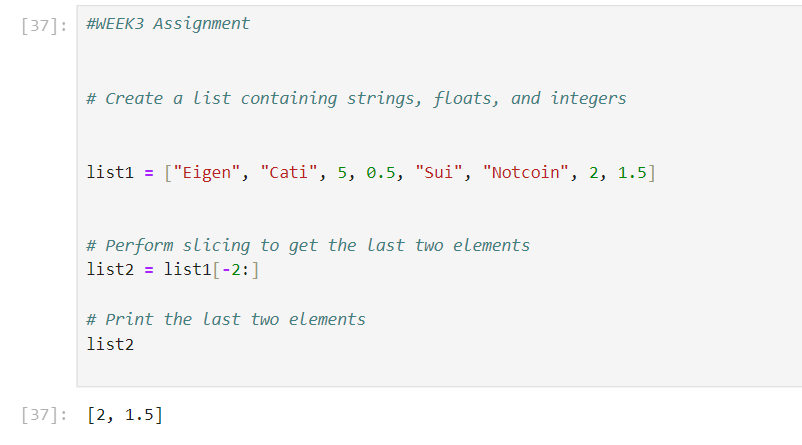 [37]: #WEEK3 Assignment
# Create a list containing strings, floats, and integers
list1 = ["Eigen", "Cati", 5, 0.5, "Sui", "Notcoin", 2, 1.5]
# Perform slicing to get the last two elements
list2 = list1[-2:]
# Print the last two elements
list2
[37]: [2, 1.5]